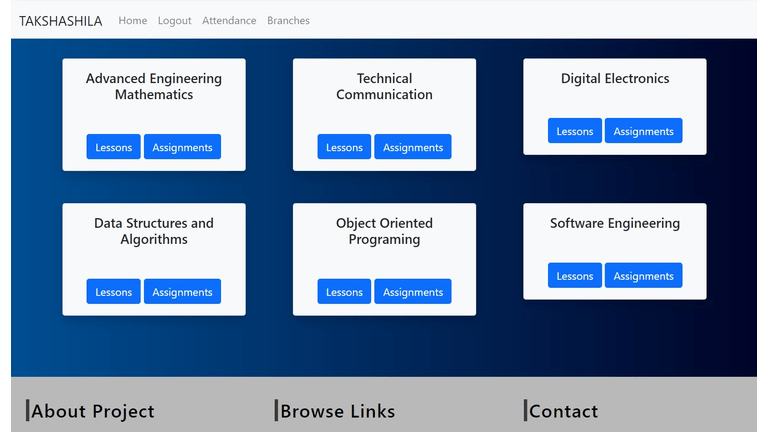 TAKSHASHILA Home Logout Attendance Branches
Advanced Engineering
Mathematics
Lessons Assignments
Technical
Communication
Lessons Assignments
Digital Electronics
Lessons Assignments
Data Structures and
Algorithms
Lessons Assignments
Object Oriented
Programing
Lessons Assignments
Software Engineering
Lessons Assignments
About Project
Browse Links
Contact